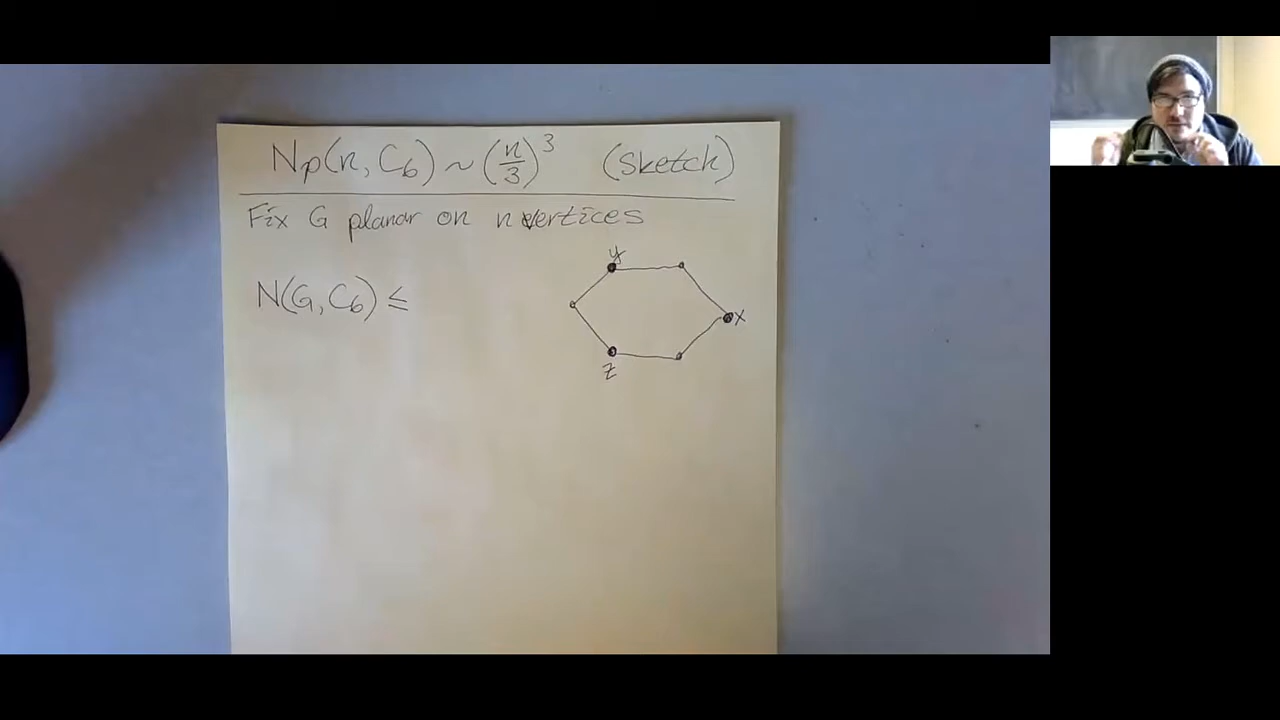 Np(n, C6) ~ (n/3)^3 (sketch)
Fix G planar on n vertices
N(G, C6) ≤
y
x
z